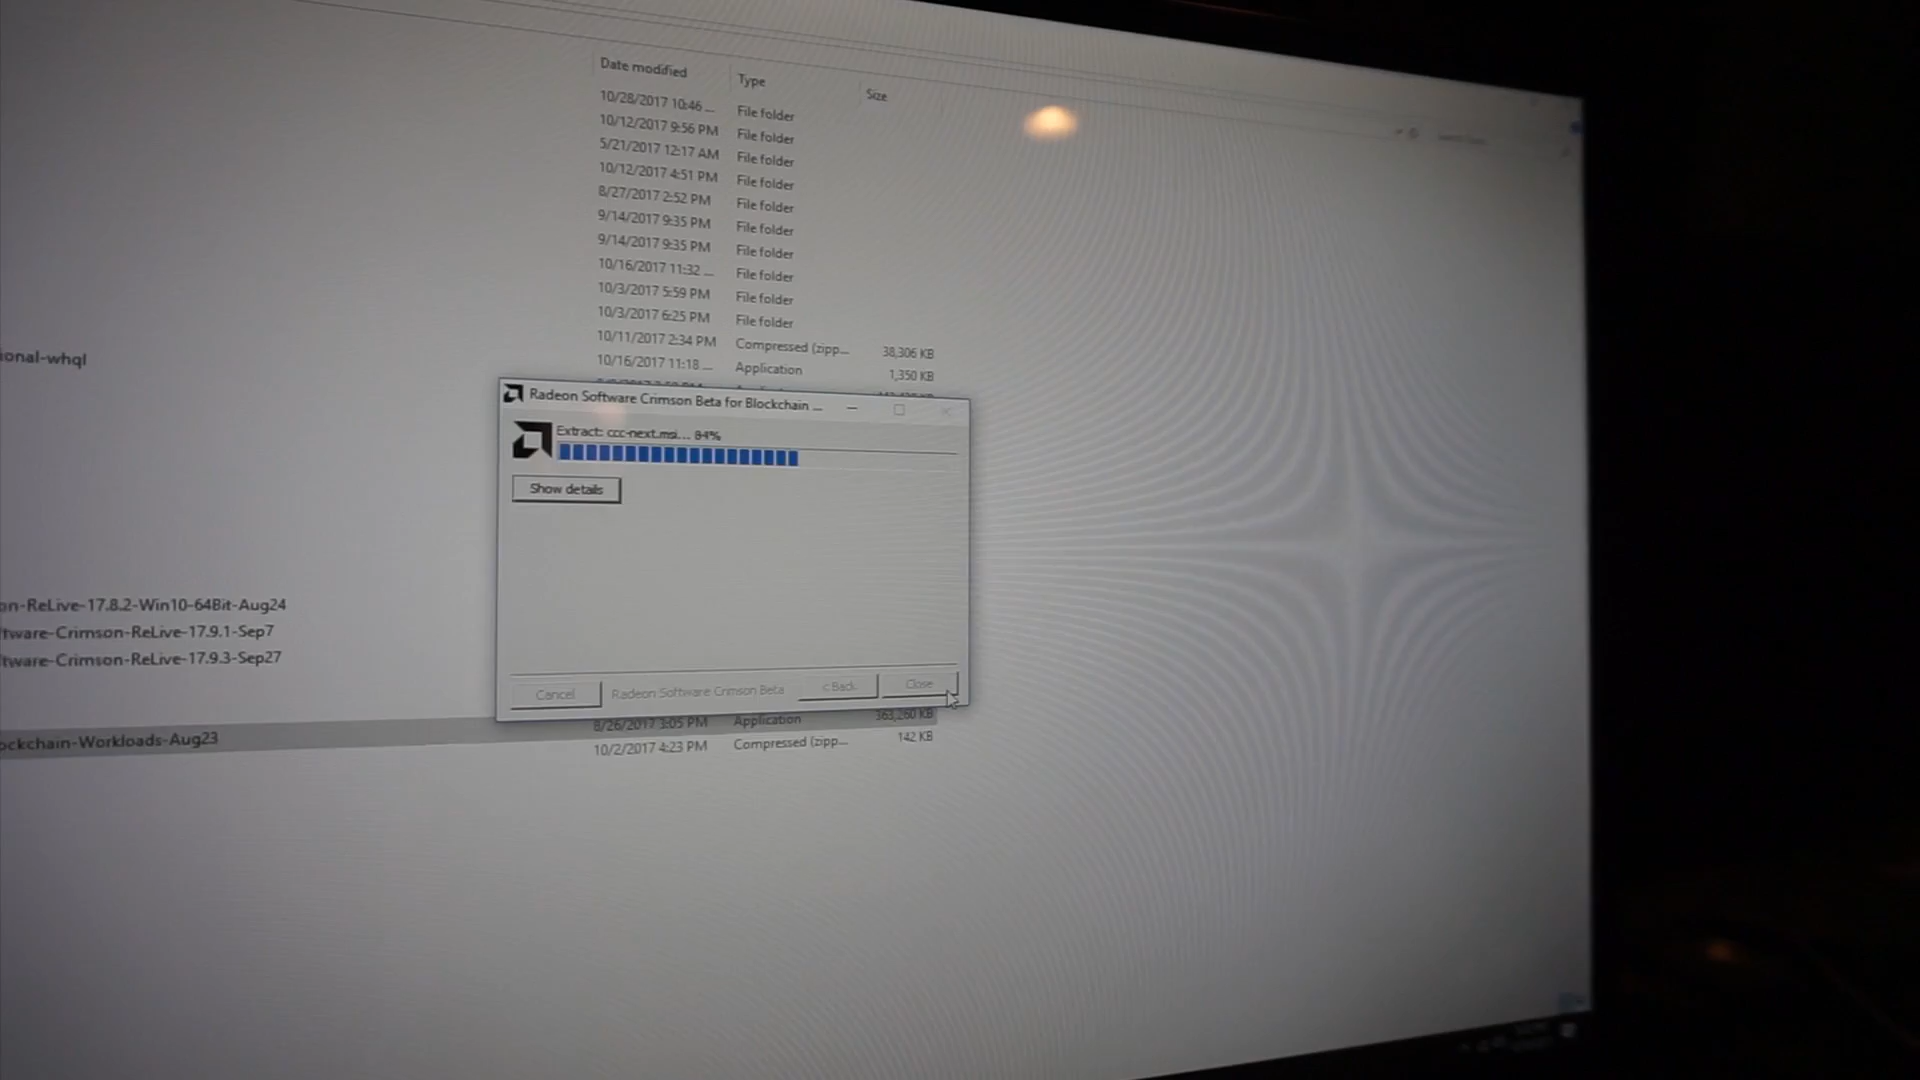 Date modified Type Size
10/28/2017 10:46 ... File folder
10/12/2017 9:56 PM File folder
5/21/2017 12:17 AM File folder
10/12/2017 4:51 PM File folder
8/27/2017 2:52 PM File folder
9/14/2017 9:35 PM File folder
9/14/2017 9:35 PM File folder
10/16/2017 11:32 ... File folder
10/3/2017 5:59 PM File folder
10/3/2017 6:25 PM File folder
10/11/2017 2:34 PM Compressed (zipp... 38,306 KB
ional-whql 10/16/2017 11:18 ... Application 1,350 KB
Radeon Software Crimson Beta for Blockchain ...
Extract: ccc-next.msi... 84%
Show details
on-ReLive-17.8.2-Win10-64Bit-Aug24
tware-Crimson-ReLive-17.9.1-Sep7
tware-Crimson-ReLive-17.9.3-Sep27
Cancel Radeon Software Crimson Beta < Back Close
ockchain-Workloads-Aug23 8/26/2017 3:05 PM Application 363,260 KB
10/2/2017 4:23 PM Compressed (zipp... 142 KB